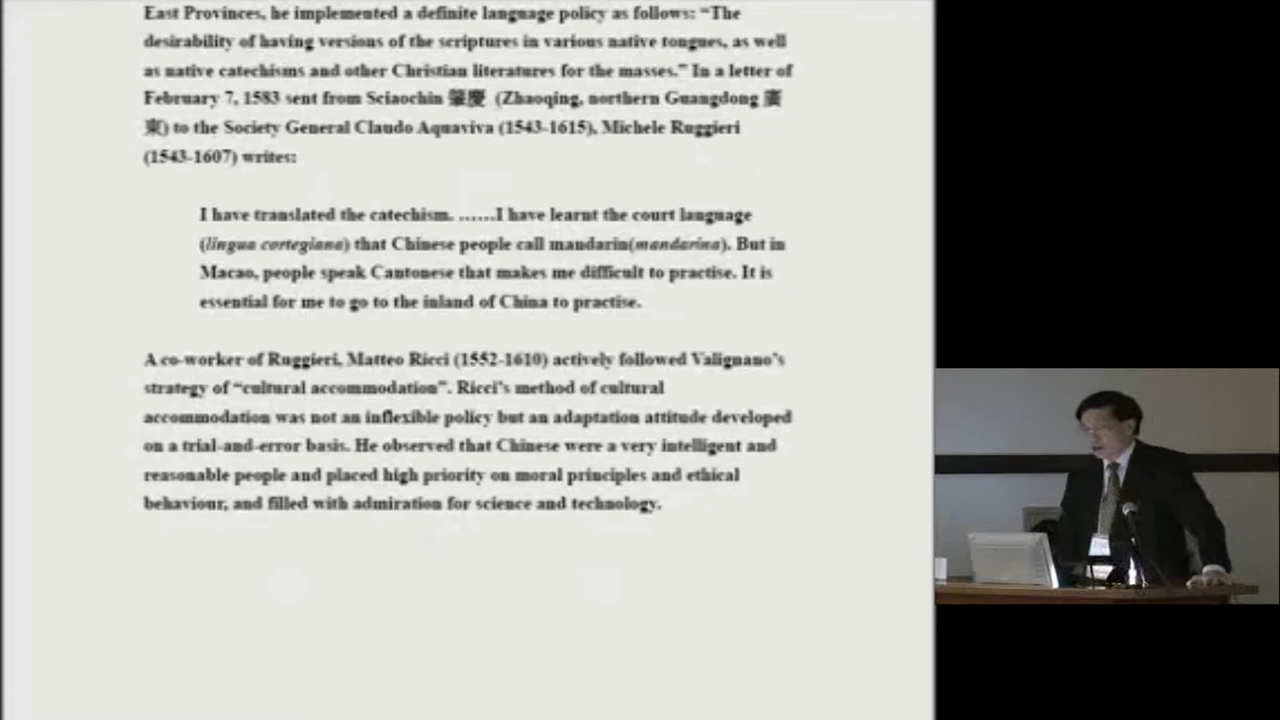 East Provinces, he implemented a definite language policy as follows: “The
desirability of having versions of the scriptures in various native tongues, as well
as native catechisms and other Christian literatures for the masses.” In a letter of
February 7, 1583 sent from Sciaochin 肇慶 (Zhaoqing, northern Guangdong 廣
東) to the Society General Claudo Aquaviva (1543-1615), Michele Ruggieri
(1543-1607) writes:
I have translated the catechism. ……I have learnt the court language
(lingua cortegiana) that Chinese people call mandarin(mandarina). But in
Macao, people speak Cantonese that makes me difficult to practise. It is
essential for me to go to the inland of China to practise.
A co-worker of Ruggieri, Matteo Ricci (1552-1610) actively followed Valignano’s
strategy of “cultural accommodation”. Ricci’s method of cultural
accommodation was not an inflexible policy but an adaptation attitude developed
on a trial-and-error basis. He observed that Chinese were a very intelligent and
reasonable people and placed high priority on moral principles and ethical
behaviour, and filled with admiration for science and technology.